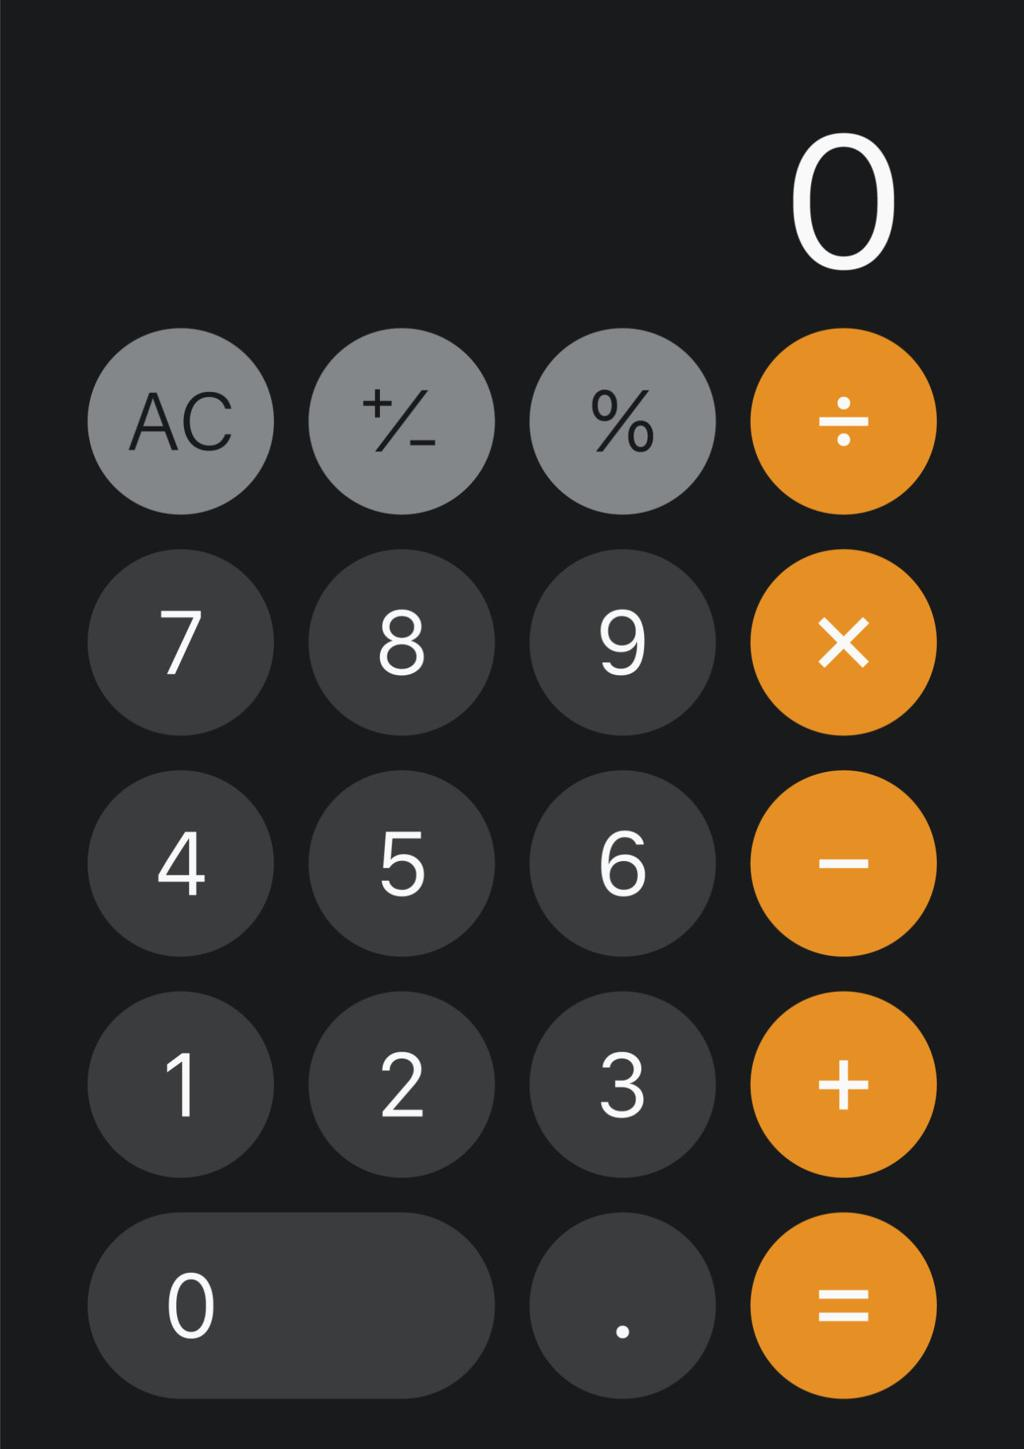 0
AC +/- % ÷
7 8 9 ×
4 5 6 −
1 2 3 +
0 . =